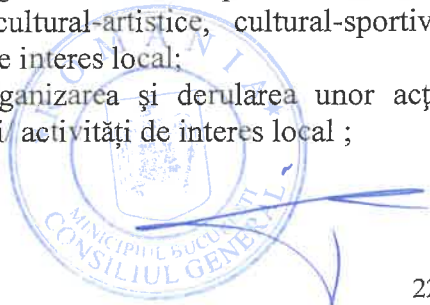 cultural-artistice, cultural-sportiv
e interes local;
ganizarea şi derularea unor acţ
i activităţi de interes local ;
ROMÂNIA
MUNICIPIUL BUCUREŞTI
CONSILIUL GENERAL
22